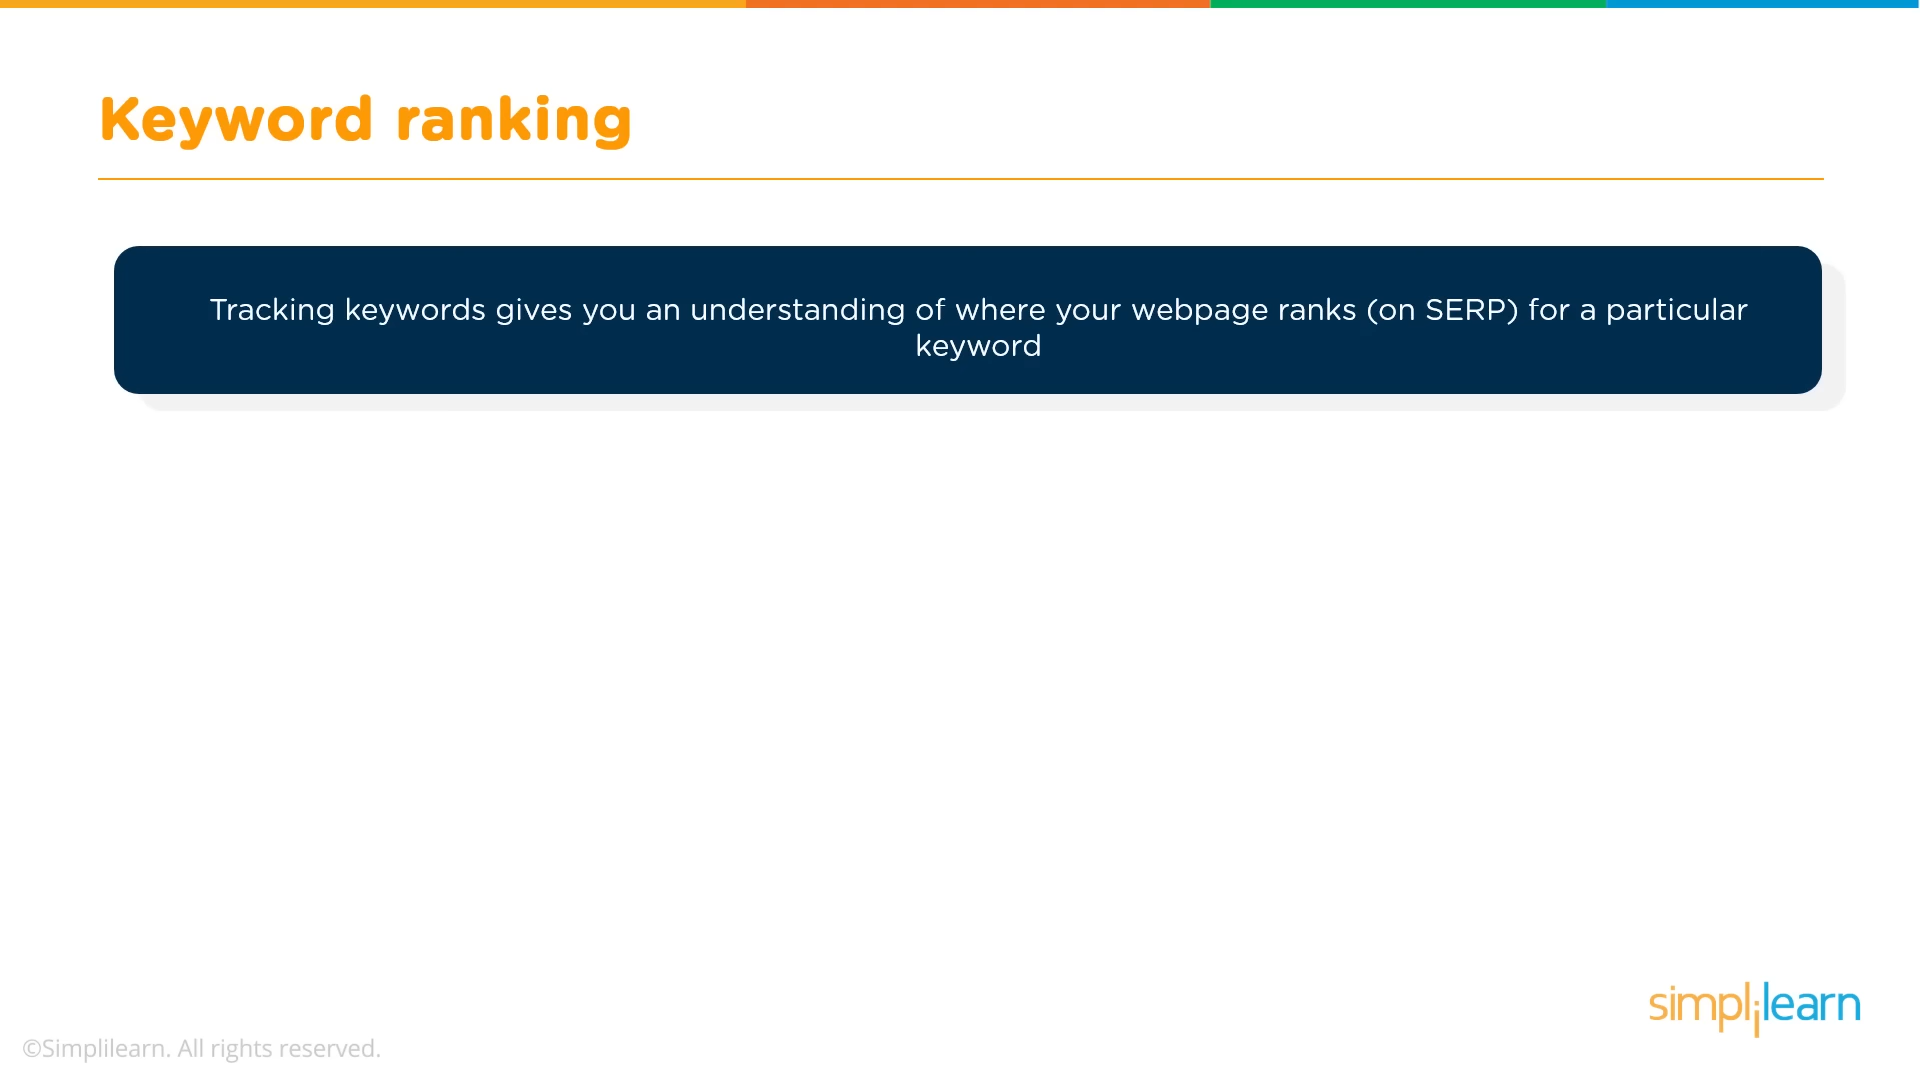 Keyword ranking
Tracking keywords gives you an understanding of where your webpage ranks (on SERP) for a particular
keyword
simplilearn
©Simplilearn. All rights reserved.